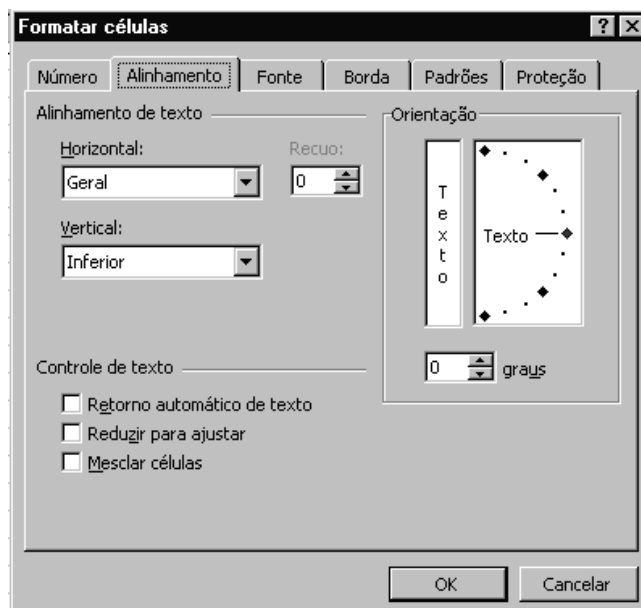 Formatar células
Número Alinhamento Fonte Borda Padrões Proteção
Alinhamento de texto
Horizontal:
Recuo:
Geral
0
Vertical:
Inferior
Orientação
T
e
x
t
o
Texto
0 graus
Controle de texto
Retorno automático de texto
Reduzir para ajustar
Mesclar células
OK
Cancelar